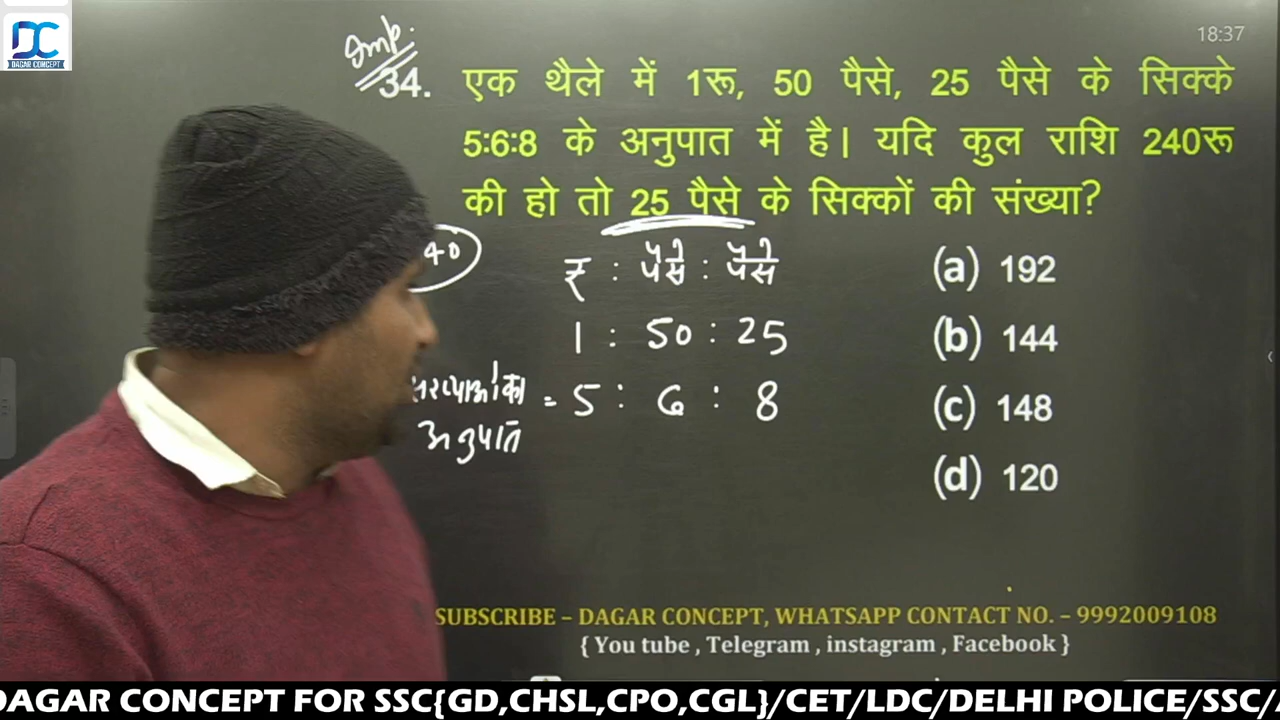 DC
DAGAR CONCEPT
18:37
Imp.
34. एक थैले में 1रू, 50 पैसे, 25 पैसे के सिक्के
5:6:8 के अनुपात में है। यदि कुल राशि 240रू
की हो तो 25 पैसे के सिक्कों की संख्या?
40
₹ : पैसे : पैसे
1 : 50 : 25
= 5 : 6 : 8
अनुपात
(a) 192
(b) 144
(c) 148
(d) 120
SUBSCRIBE – DAGAR CONCEPT, WHATSAPP CONTACT NO. – 9992009108
{ You tube , Telegram , instagram , Facebook }
DAGAR CONCEPT FOR SSC{GD,CHSL,CPO,CGL}/CET/LDC/DELHI POLICE/SSC/